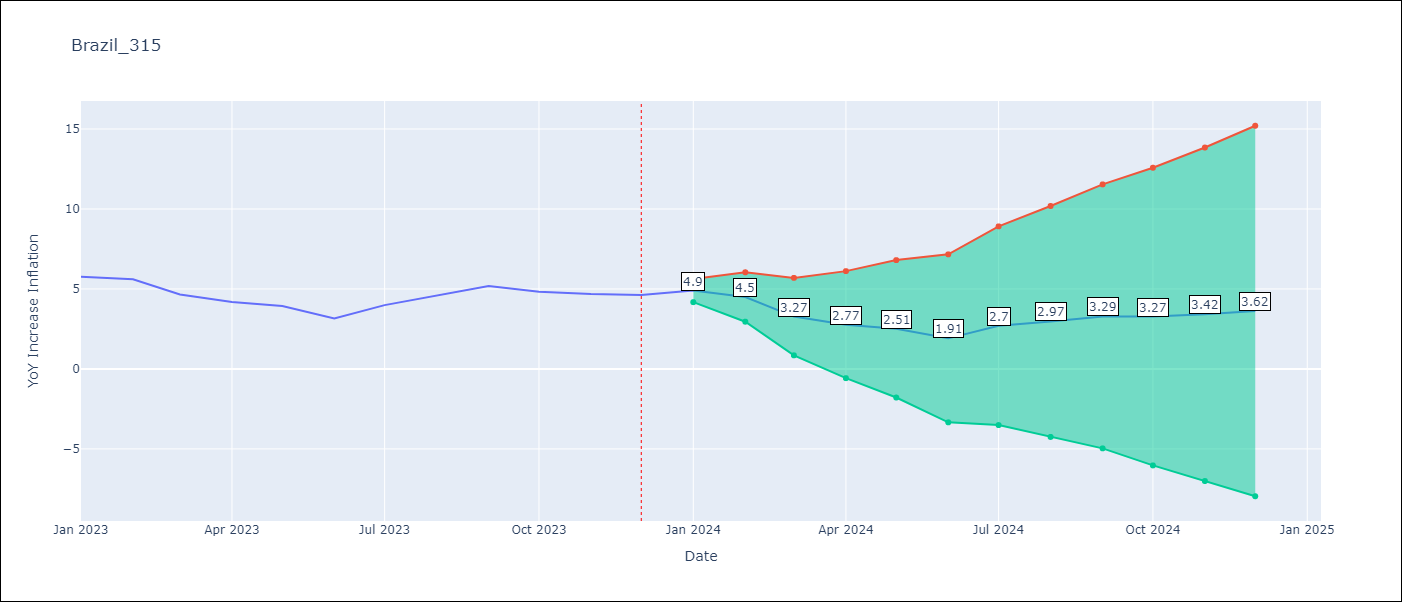 Brazil_315
YoY Increase Inflation
15
10
5
0
−5
4.9
4.5
3.27
2.77
2.51
1.91
2.7
2.97
3.29
3.27
3.42
3.62
Jan 2023
Apr 2023
Jul 2023
Oct 2023
Jan 2024
Apr 2024
Jul 2024
Oct 2024
Jan 2025
Date